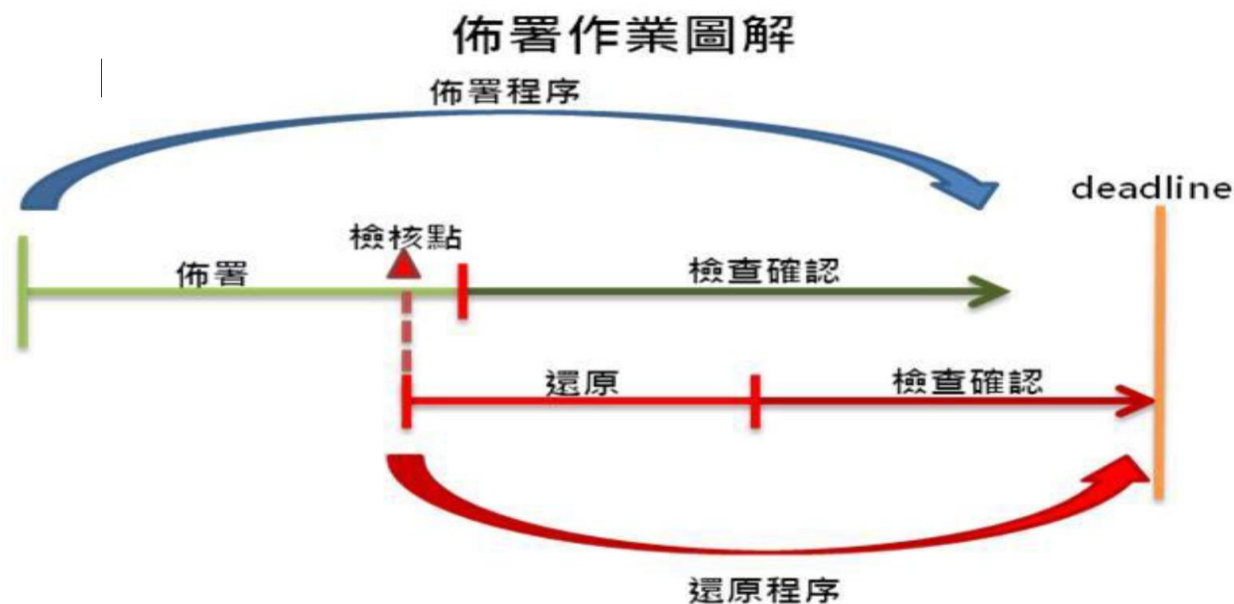 佈署作業圖解
佈署程序
deadline
檢核點
佈署
檢查確認
還原
檢查確認
還原程序